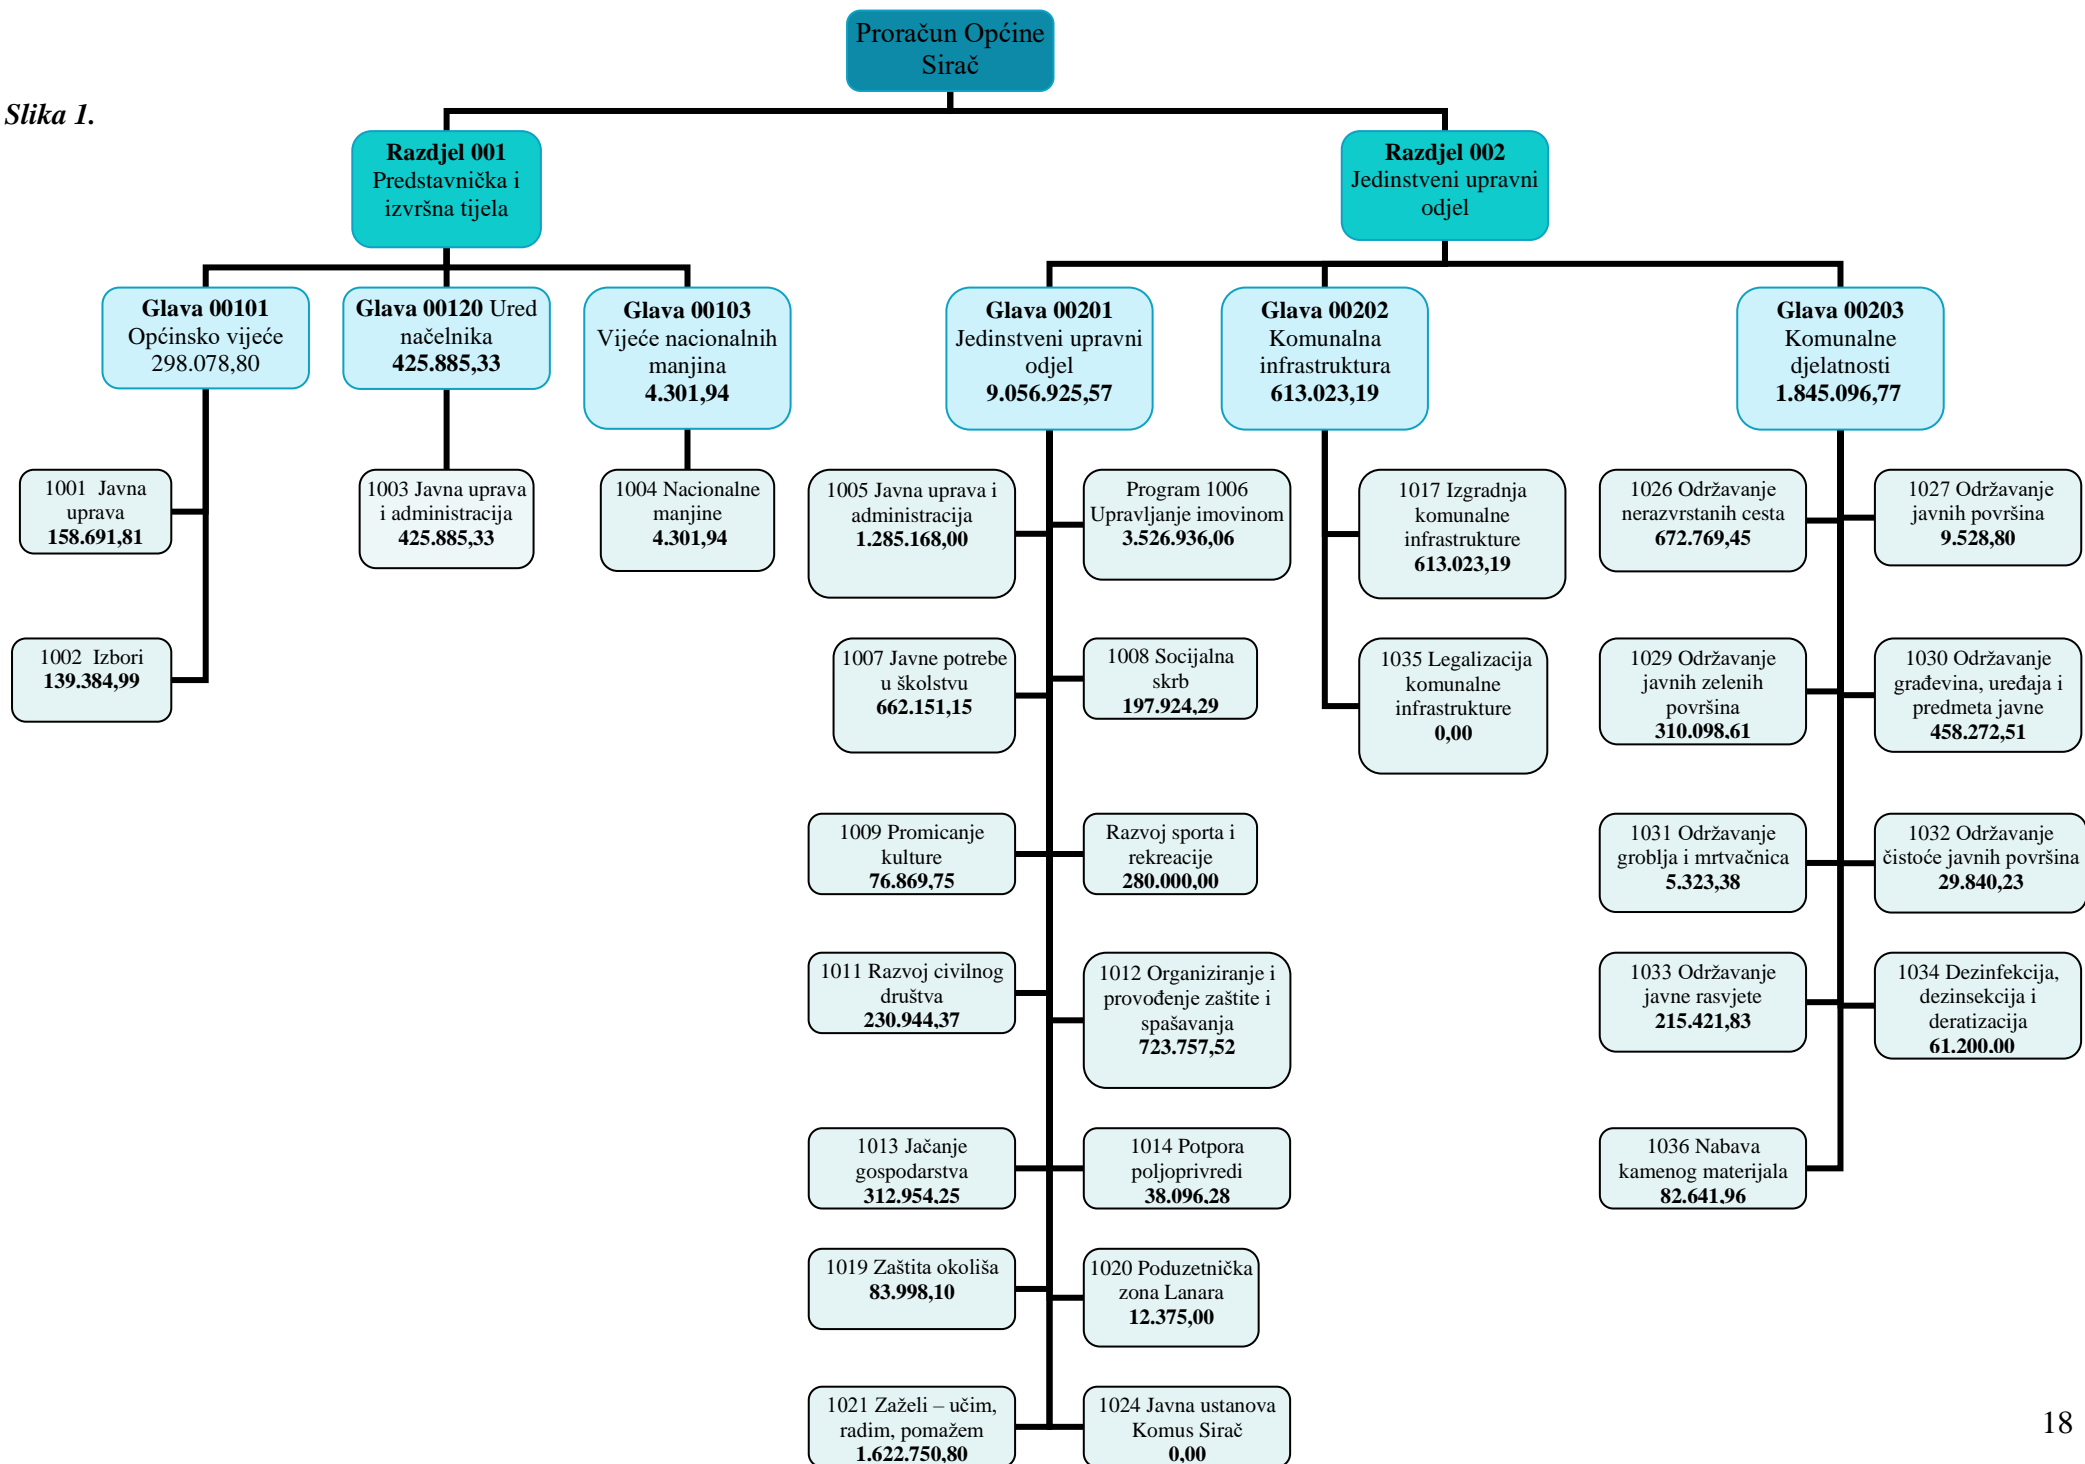 Proračun Općine
Sirač
Slika 1.
Razdjel 001
Predstavnička i
izvršna tijela
Razdjel 002
Jedinstveni upravni
odjel
Glava 00101
Općinsko vijeće
298.078,80
Glava 00120 Ured
načelnika
425.885,33
Glava 00103
Vijeće nacionalnih
manjina
4.301,94
Glava 00201
Jedinstveni upravni
odjel
9.056.925,57
Glava 00202
Komunalna
infrastruktura
613.023,19
Glava 00203
Komunalne
djelatnosti
1.845.096,77
1001 Javna
uprava
158.691,81
1003 Javna uprava
i administracija
425.885,33
1004 Nacionalne
manjine
4.301,94
1005 Javna uprava i
administracija
1.285.168,00
Program 1006
Upravljanje imovinom
3.526.936,06
1017 Izgradnja
komunalne
infrastrukture
613.023,19
1026 Održavanje
nerazvrstanih cesta
672.769,45
1027 Održavanje
javnih površina
9.528,80
1002 Izbori
139.384,99
1007 Javne potrebe
u školstvu
662.151,15
1008 Socijalna
skrb
197.924,29
1035 Legalizacija
komunalne
infrastrukture
0,00
1029 Održavanje
javnih zelenih
površina
310.098,61
1030 Održavanje
građevina, uređaja i
predmeta javne
458.272,51
1009 Promicanje
kulture
76.869,75
Razvoj sporta i
rekreacije
280.000,00
1031 Održavanje
groblja i mrtvačnica
5.323,38
1032 Održavanje
čistoće javnih površina
29.840,23
1011 Razvoj civilnog
društva
230.944,37
1012 Organiziranje i
provođenje zaštite i
spašavanja
723.757,52
1033 Održavanje
javne rasvjete
215.421,83
1034 Dezinfekcija,
dezinsekcija i
deratizacija
61.200,00
1013 Jačanje
gospodarstva
312.954,25
1014 Potpora
poljoprivredi
38.096,28
1036 Nabava
kamenog materijala
82.641,96
1019 Zaštita okoliša
83.998,10
1020 Poduzetnička
zona Lanara
12.375,00
1021 Zaželi – učim,
radim, pomažem
1.622.750,80
1024 Javna ustanova
Komus Sirač
0,00
18